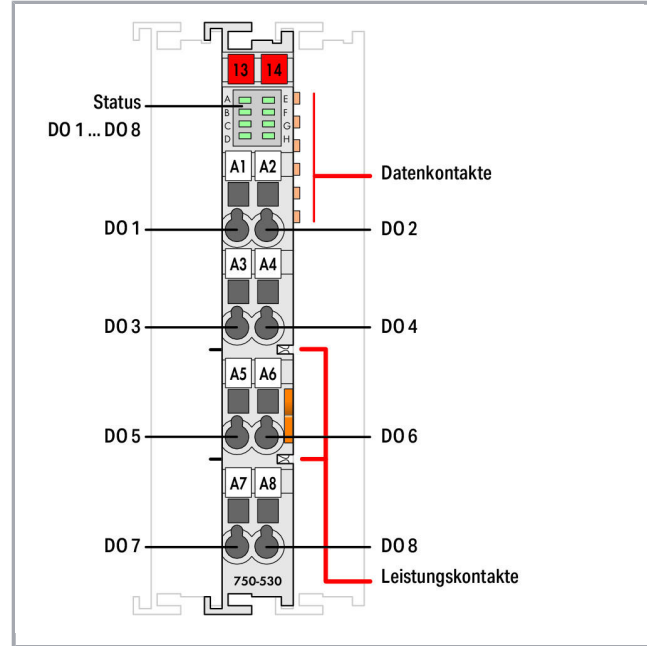 13 14
Status
DO 1 ... DO 8
A E
B F
C G
D H
Datenkontakte
A1 A2
DO 1 DO 2
A3 A4
DO 3 DO 4
A5 A6
DO 5 DO 6
A7 A8
DO 7 DO 8
Leistungskontakte
750-530